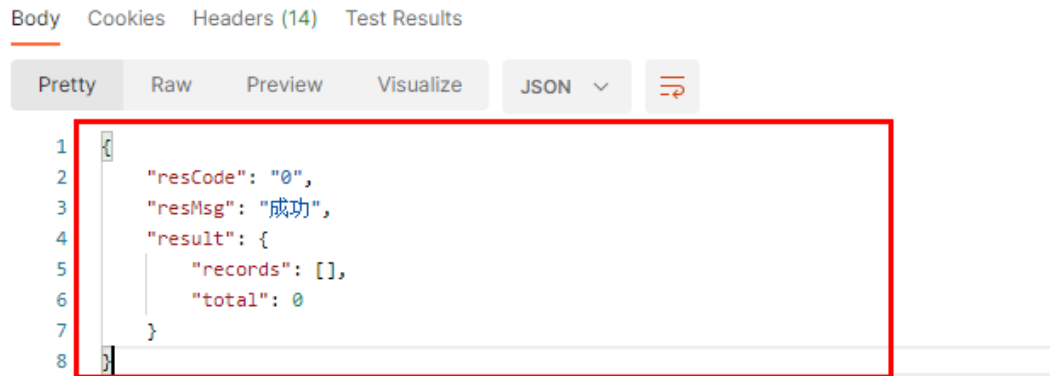 Body Cookies Headers (14) Test Results
Pretty Raw Preview Visualize JSON
1 {
2 "resCode": "0",
3 "resMsg": "成功",
4 "result": {
5 "records": [],
6 "total": 0
7 }
8 }